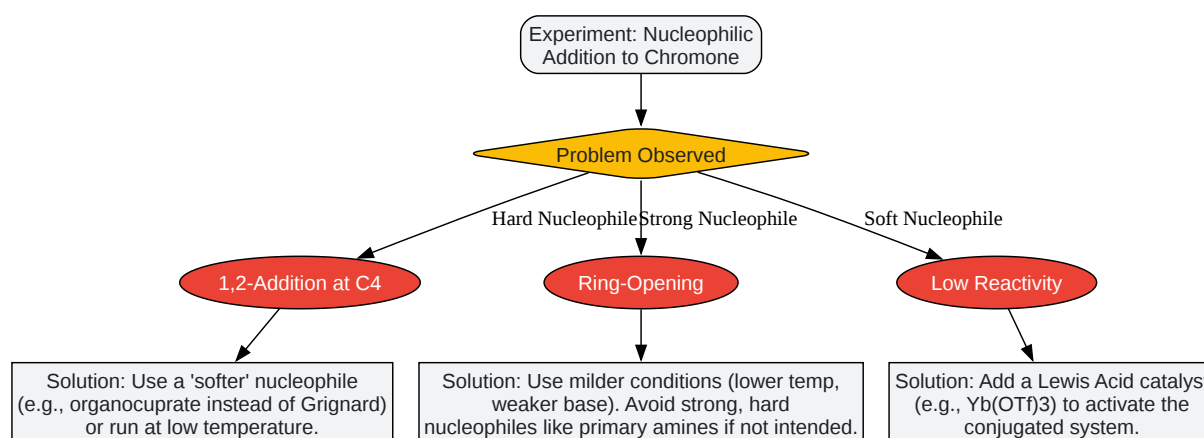 Experiment: Nucleophilic
Addition to Chromone
Problem Observed
Hard Nucleophile
Strong Nucleophile
Soft Nucleophile
1,2-Addition at C4
Ring-Opening
Low Reactivity
Solution: Use a 'softer' nucleophile
(e.g., organocuprate instead of Grignard)
or run at low temperature.
Solution: Use milder conditions (lower temp,
weaker base). Avoid strong, hard
nucleophiles like primary amines if not intended.
Solution: Add a Lewis Acid catalyst
(e.g., Yb(OTf)3) to activate the
conjugated system.